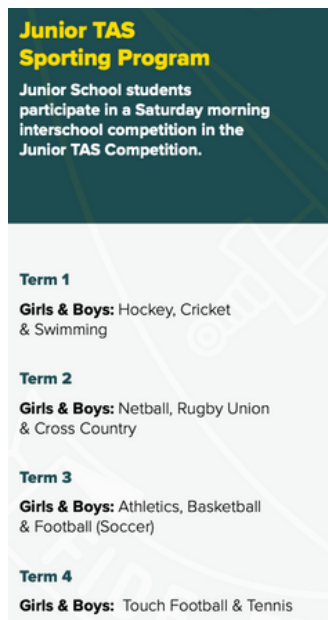 Junior TAS
Sporting Program
Junior School students
participate in a Saturday morning
interschool competition in the
Junior TAS Competition.
Term 1
Girls & Boys: Hockey, Cricket
& Swimming
Term 2
Girls & Boys: Netball, Rugby Union
& Cross Country
Term 3
Girls & Boys: Athletics, Basketball
& Football (Soccer)
Term 4
Girls & Boys: Touch Football & Tennis